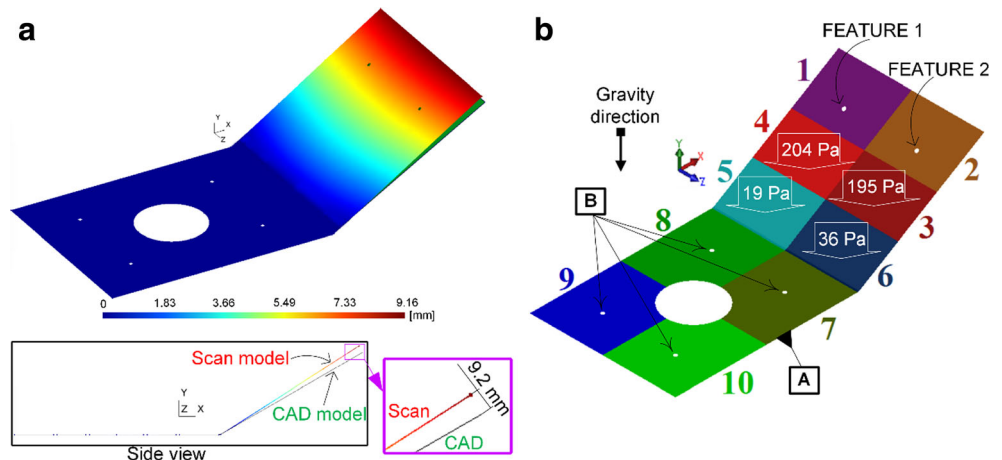 a
Y
X
Z
0 1.83 3.66 5.49 7.33 9.16
[mm]
Scan model
Y
Z X
CAD model
Side view
9.2 mm
Scan
CAD
b
FEATURE 1
FEATURE 2
Gravity
direction
Y
X
Z
1
4
204 Pa
2
5
19 Pa
195 Pa
3
B
8
36 Pa
6
9
7
A
10